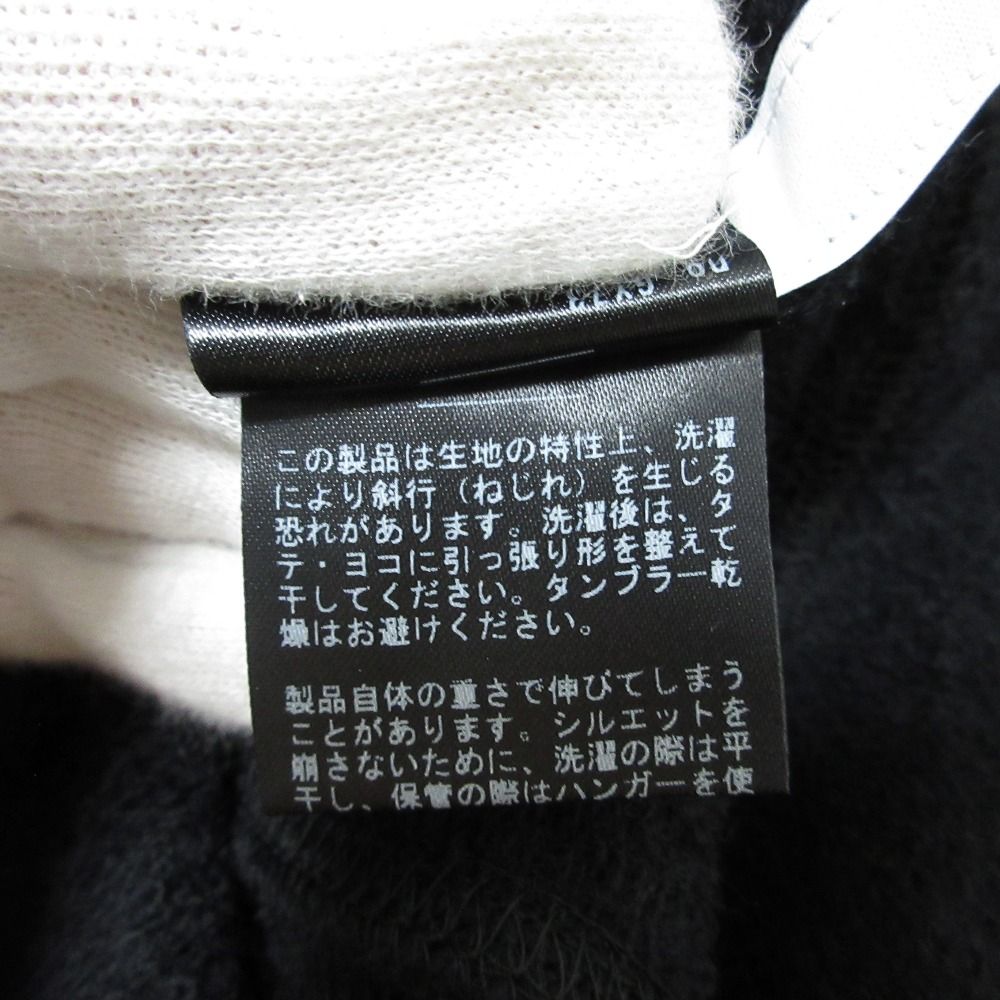 この製品は生地の特性上、洗濯
により斜行（ねじれ）を生じる
恐れがあります。洗濯後は、タ
テ・ヨコに引っ張り形を整えて
干してください。タンブラー乾
燥はお避けください。
製品自体の重さで伸びてしまう
ことがあります。シルエットを
崩さないために、洗濯の際は平
干し、保管の際はハンガーを使